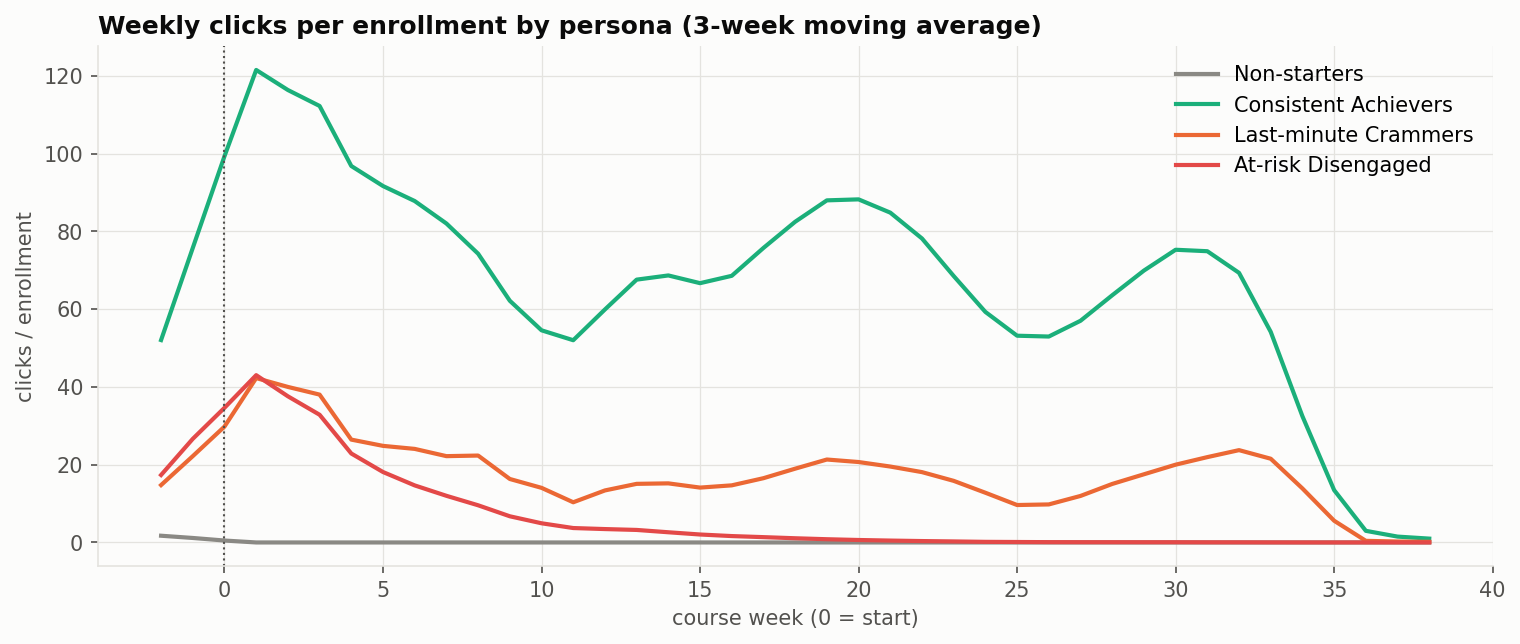 Weekly clicks per enrollment by persona (3-week moving average)
Non-starters
Consistent Achievers
Last-minute Crammers
At-risk Disengaged
120
100
80
60
40
20
0
clicks / enrollment
0 5 10 15 20 25 30 35 40
course week (0 = start)